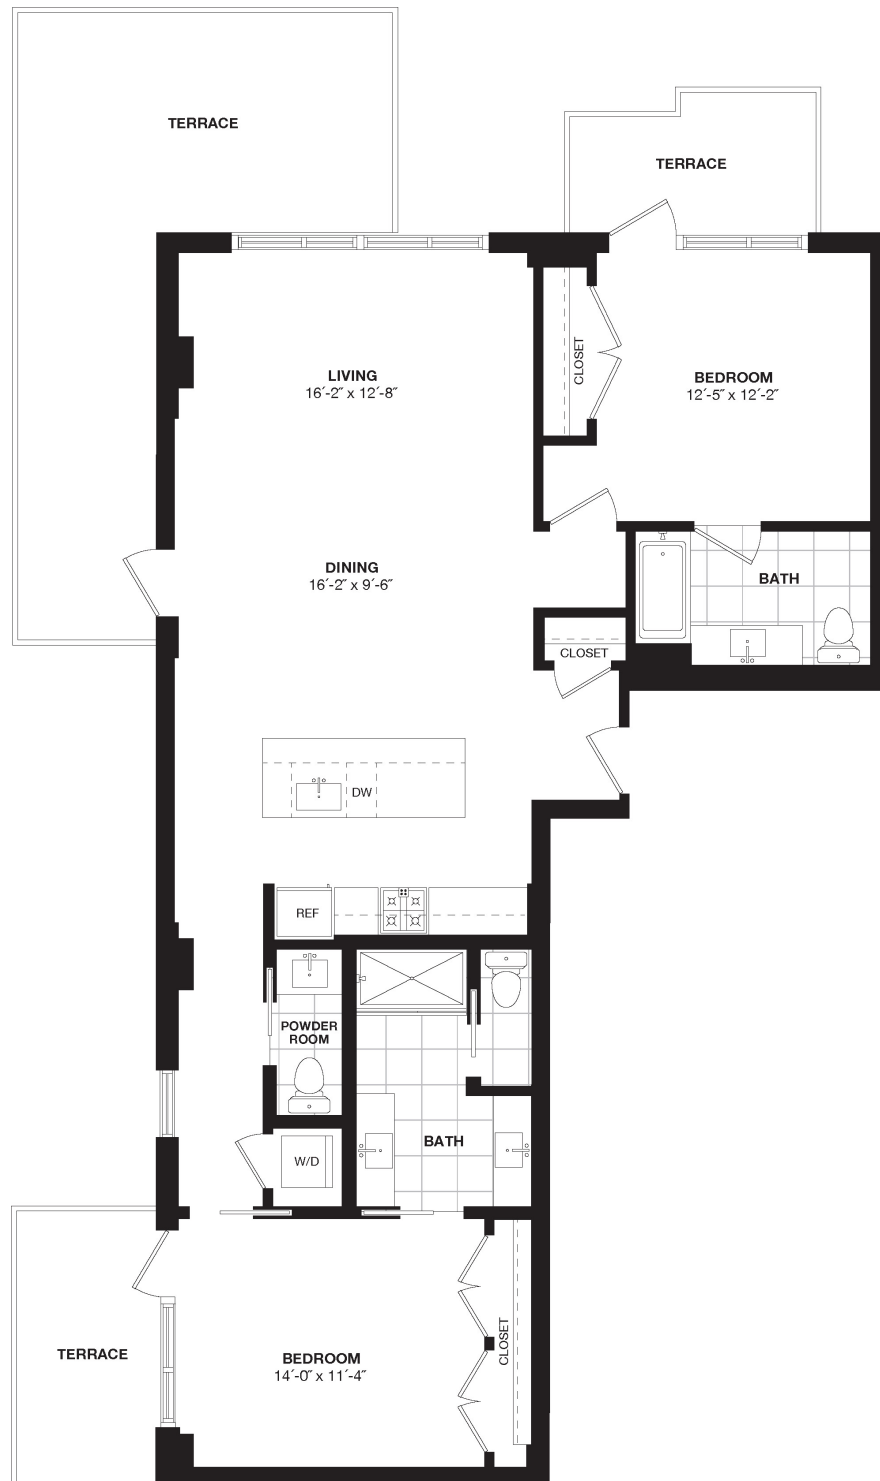 TERRACE
TERRACE
LIVING
16´-2˝ x 12´-8˝
CLOSET
BEDROOM
12´-5˝ x 12´-2˝
DINING
16´-2˝ x 9´-6˝
BATH
CLOSET
DW
REF
POWDER
ROOM
BATH
W/D
TERRACE
BEDROOM
14´-0˝ x 11´-4˝
CLOSET